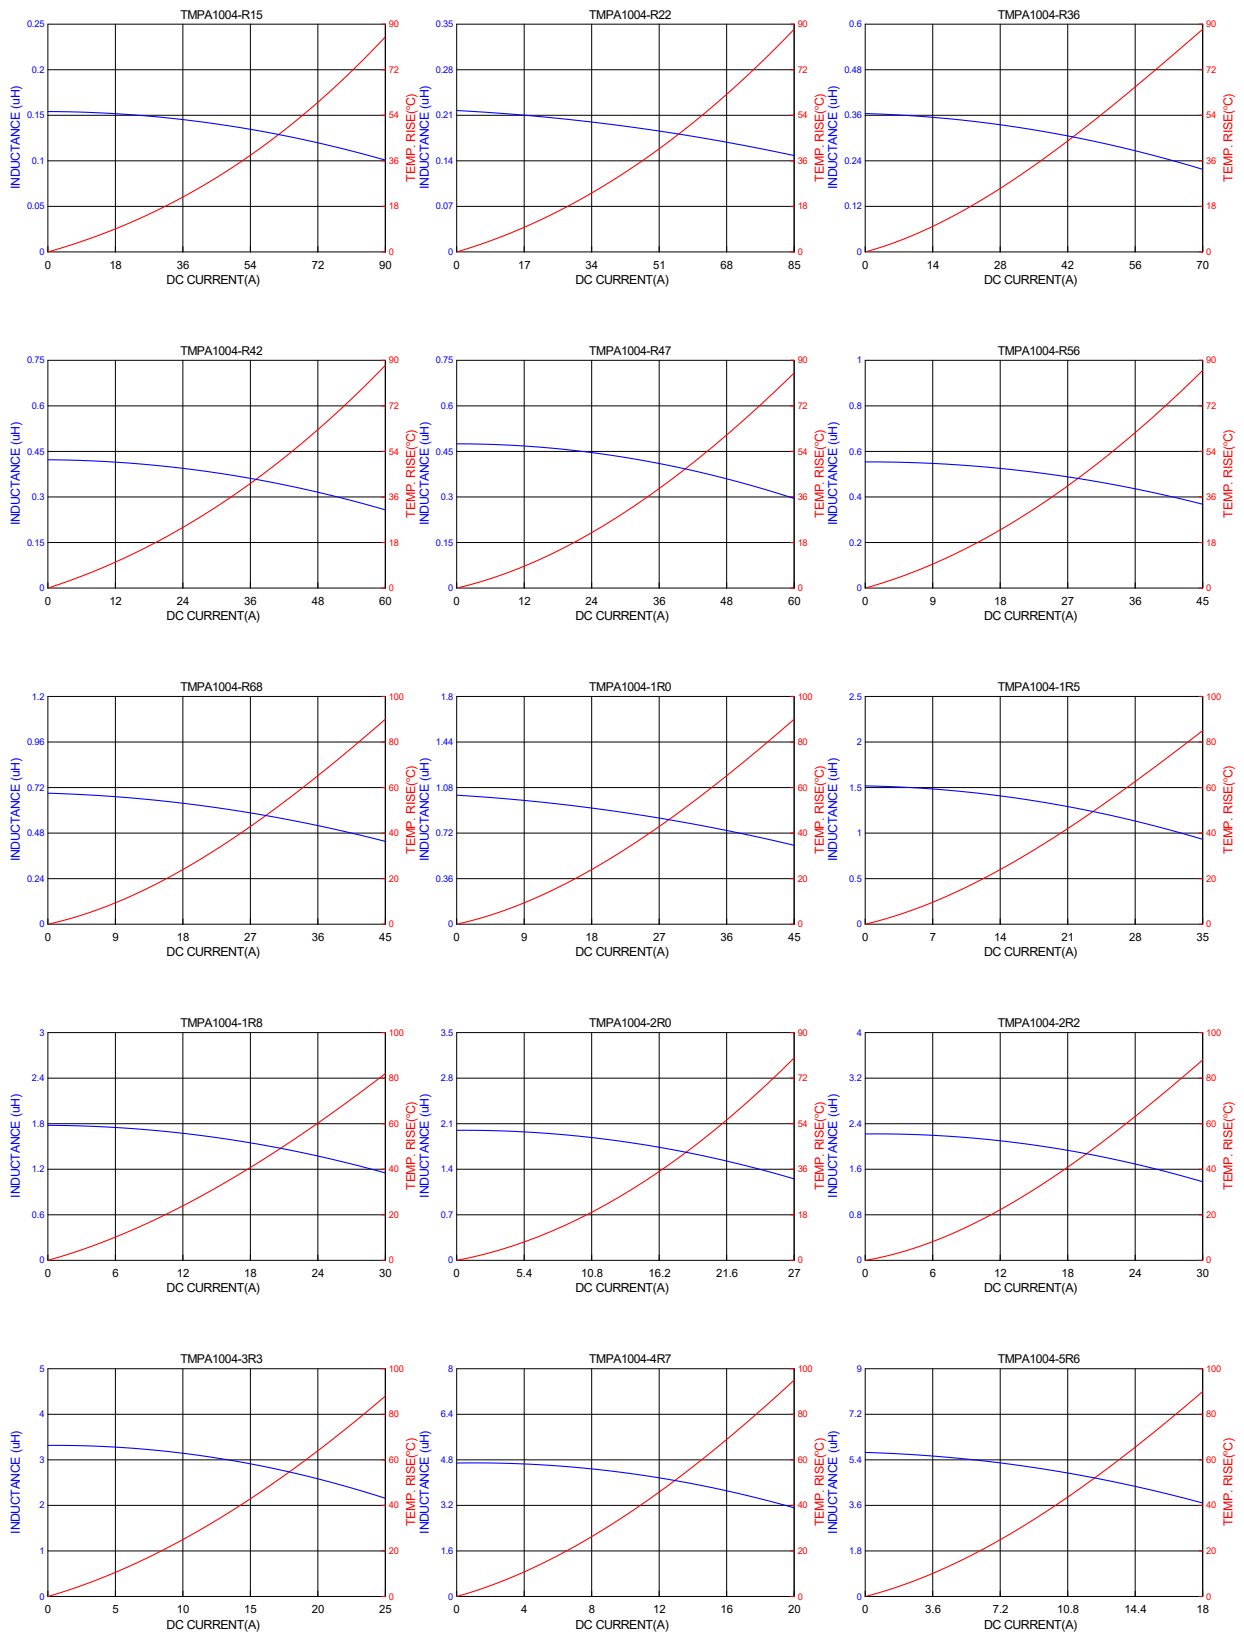 TMPA1004-R15
INDUCTANCE (uH)
0.25
0.2
0.15
0.1
0.05
0
90
72
54
36
18
0
TEMP. RISE(°C)
0 18 36 54 72 90
DC CURRENT(A)
TMPA1004-R22
INDUCTANCE (uH)
0.35
0.28
0.21
0.14
0.07
0
90
72
54
36
18
0
TEMP. RISE(°C)
0 17 34 51 68 85
DC CURRENT(A)
TMPA1004-R36
INDUCTANCE (uH)
0.6
0.48
0.36
0.24
0.12
0
90
72
54
36
18
0
TEMP. RISE(°C)
0 14 28 42 56 70
DC CURRENT(A)
TMPA1004-R42
INDUCTANCE (uH)
0.75
0.6
0.45
0.3
0.15
0
90
72
54
36
18
0
TEMP. RISE(°C)
0 12 24 36 48 60
DC CURRENT(A)
TMPA1004-R47
INDUCTANCE (uH)
0.75
0.6
0.45
0.3
0.15
0
90
72
54
36
18
0
TEMP. RISE(°C)
0 12 24 36 48 60
DC CURRENT(A)
TMPA1004-R56
INDUCTANCE (uH)
1
0.8
0.6
0.4
0.2
0
90
72
54
36
18
0
TEMP. RISE(°C)
0 9 18 27 36 45
DC CURRENT(A)
TMPA1004-R68
INDUCTANCE (uH)
1.2
0.96
0.72
0.48
0.24
0
100
80
60
40
20
0
TEMP. RISE(°C)
0 9 18 27 36 45
DC CURRENT(A)
TMPA1004-1R0
INDUCTANCE (uH)
1.8
1.44
1.08
0.72
0.36
0
100
80
60
40
20
0
TEMP. RISE(°C)
0 9 18 27 36 45
DC CURRENT(A)
TMPA1004-1R5
INDUCTANCE (uH)
2.5
2
1.5
1
0.5
0
100
80
60
40
20
0
TEMP. RISE(°C)
0 7 14 21 28 35
DC CURRENT(A)
TMPA1004-1R8
INDUCTANCE (uH)
3
2.4
1.8
1.2
0.6
0
100
80
60
40
20
0
TEMP. RISE(°C)
0 6 12 18 24 30
DC CURRENT(A)
TMPA1004-2R0
INDUCTANCE (uH)
3.5
2.8
2.1
1.4
0.7
0
90
72
54
36
18
0
TEMP. RISE(°C)
0 5.4 10.8 16.2 21.6 27
DC CURRENT(A)
TMPA1004-2R2
INDUCTANCE (uH)
4
3.2
2.4
1.6
0.8
0
100
80
60
40
20
0
TEMP. RISE(°C)
0 6 12 18 24 30
DC CURRENT(A)
TMPA1004-3R3
INDUCTANCE (uH)
5
4
3
2
1
0
100
80
60
40
20
0
TEMP. RISE(°C)
0 5 10 15 20 25
DC CURRENT(A)
TMPA1004-4R7
INDUCTANCE (uH)
8
6.4
4.8
3.2
1.6
0
100
80
60
40
20
0
TEMP. RISE(°C)
0 4 8 12 16 20
DC CURRENT(A)
TMPA1004-5R6
INDUCTANCE (uH)
9
7.2
5.4
3.6
1.8
0
100
80
60
40
20
0
TEMP. RISE(°C)
0 3.6 7.2 10.8 14.4 18
DC CURRENT(A)